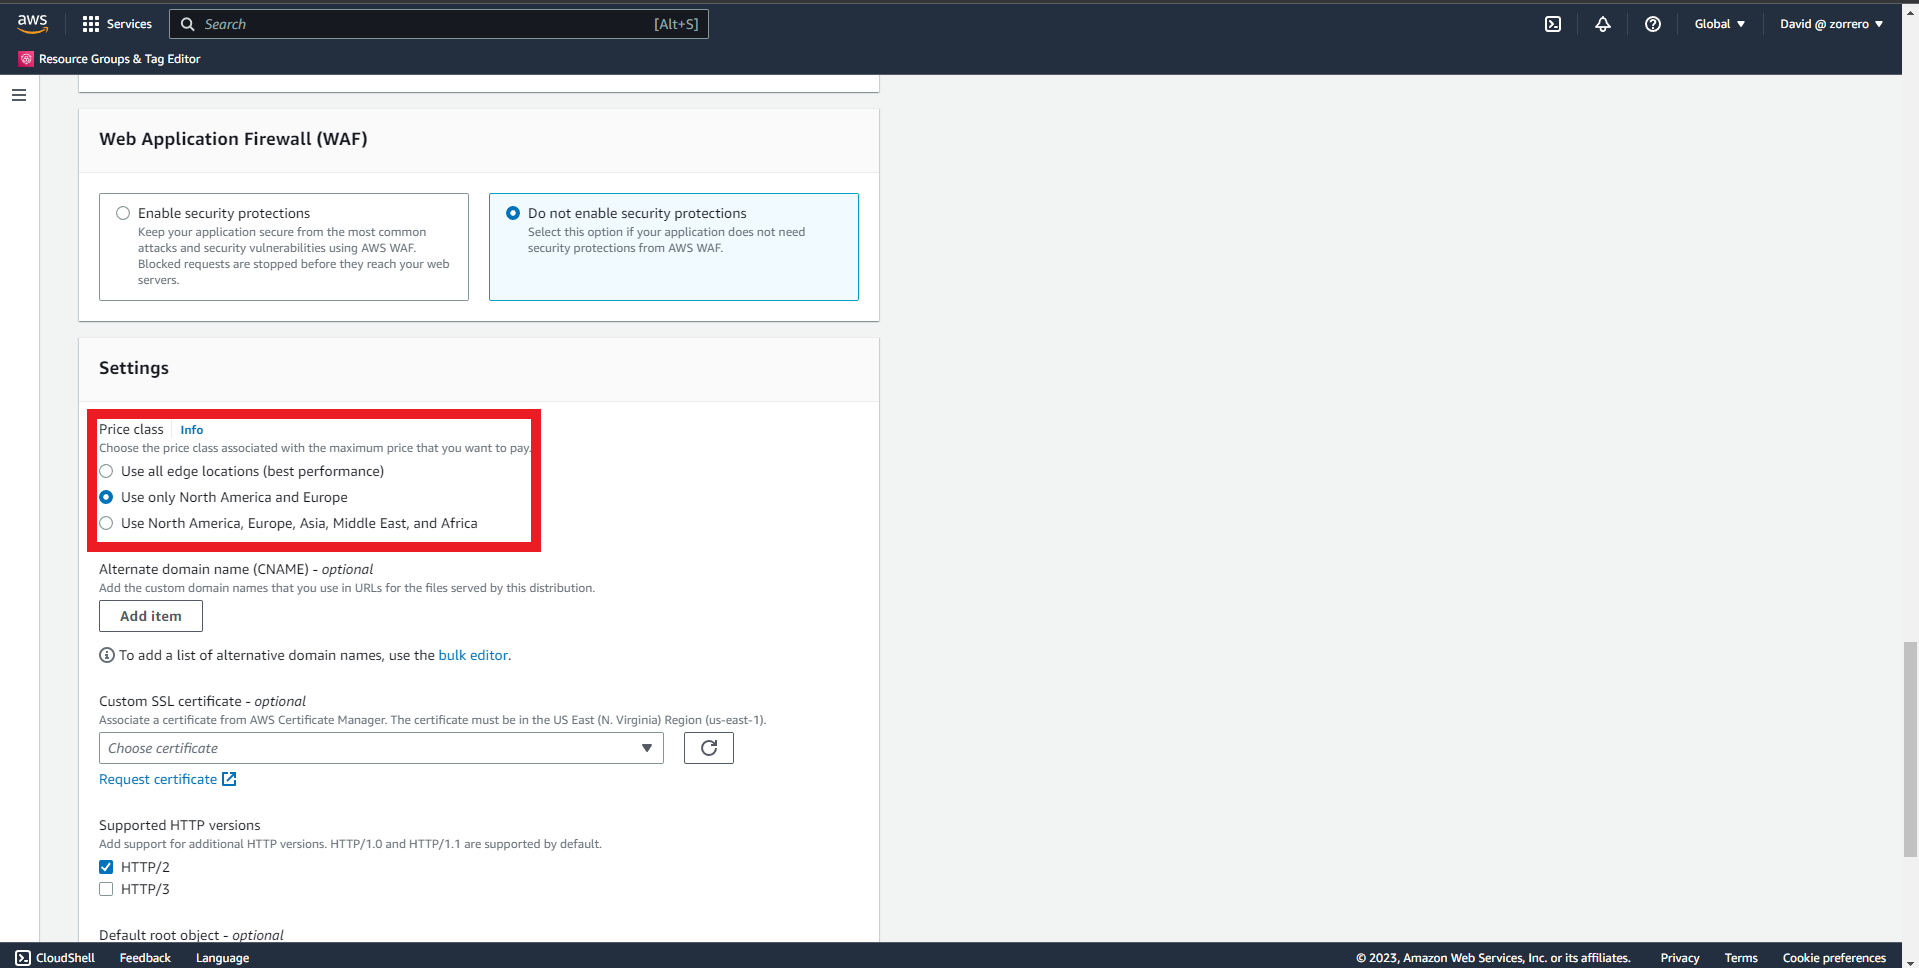 aws
Services
Search
[Alt+S]
Global
David @ zorrero
Resource Groups & Tag Editor
Web Application Firewall (WAF)
Enable security protections
Keep your application secure from the most common
attacks and security vulnerabilities using AWS WAF.
Blocked requests are stopped before they reach your web
servers.
Do not enable security protections
Select this option if your application does not need
security protections from AWS WAF.
Settings
Price class
Info
Choose the price class associated with the maximum price that you want to pay.
Use all edge locations (best performance)
Use only North America and Europe
Use North America, Europe, Asia, Middle East, and Africa
Alternate domain name (CNAME) - optional
Add the custom domain names that you use in URLs for the files served by this distribution.
Add item
To add a list of alternative domain names, use the bulk editor.
Custom SSL certificate - optional
Associate a certificate from AWS Certificate Manager. The certificate must be in the US East (N. Virginia) Region (us-east-1).
Choose certificate
Request certificate
Supported HTTP versions
Add support for additional HTTP versions. HTTP/1.0 and HTTP/1.1 are supported by default.
HTTP/2
HTTP/3
Default root object - optional
CloudShell
Feedback
Language
© 2023, Amazon Web Services, Inc. or its affiliates.
Privacy
Terms
Cookie preferences